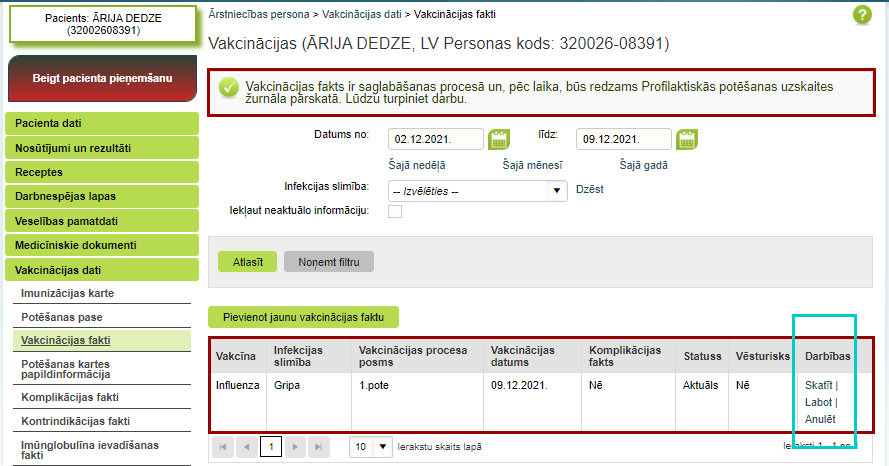 Pacients: ĀRIJA DEDZE
(32002608391)
Beigt pacienta pieņemšanu
Pacienta dati
Nosūtījumi un rezultāti
Receptes
Darbnespējas lapas
Veselības pamatdati
Medicīniskie dokumenti
Vakcinācijas dati
Imunizācijas karte
Potēšanas pase
Vakcinācijas fakti
Potēšanas kartes
papildinformācija
Komplikācijas fakti
Kontrindikācijas fakti
Imūnglobulīna ievadīšanas
fakti
Ārstniecības persona > Vakcinācijas dati > Vakcinācijas fakti
?
Vakcinācijas (ĀRIJA DEDZE, LV Personas kods: 320026-08391)
Vakcinācijas fakts ir saglabāšanas procesā un, pēc laika, būs redzams Profilaktiskās potēšanas uzskaites
žurnāla pārskatā. Lūdzu turpiniet darbu.
Datums no: 02.12.2021. līdz: 09.12.2021.
Šajā nedēļā Šajā mēnesī Šajā gadā
Infekcijas slimība: -- Izvēlēties -- Dzēst
Iekļaut neaktuālo informāciju:
Atlasīt Noņemt filtru
Pievienot jaunu vakcinācijas faktu
Vakcīna Infekcijas slimība Vakcinācijas procesa posms Vakcinācijas datums Komplikācijas fakts Statuss Vēsturisks Darbības
Influenza Gripa 1.pote 09.12.2021. Nē Aktuāls Nē Skatīt |
Labot |
Anulēt
1 10 Ierakstu skaits lapā Ieraksti 1 - 1 no